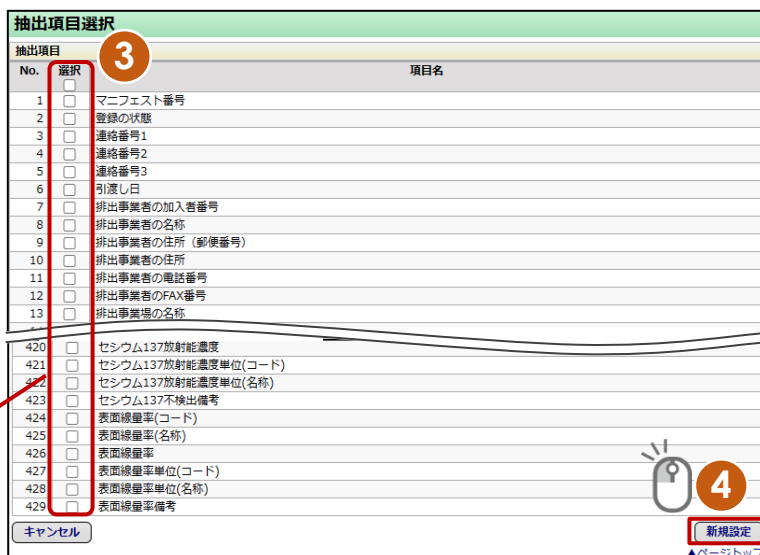 抽出項目選択
抽出項目
3
No. 選択 項目名
1 マニフェスト番号
2 登録の状態
3 連絡番号1
4 連絡番号2
5 連絡番号3
6 引渡し日
7 排出事業者の加入者番号
8 排出事業者の名称
9 排出事業者の住所（郵便番号）
10 排出事業者の住所
11 排出事業者の電話番号
12 排出事業者のFAX番号
13 排出事業場の名称
420 セシウム137放射能濃度
421 セシウム137放射能濃度単位(コード)
422 セシウム137放射能濃度単位(名称)
423 セシウム137不検出備考
424 表面線量率(コード)
425 表面線量率(名称)
426 表面線量率
427 表面線量率単位(コード)
428 表面線量率単位(名称)
429 表面線量率備考
4
キャンセル 新規設定
▲ページトップ